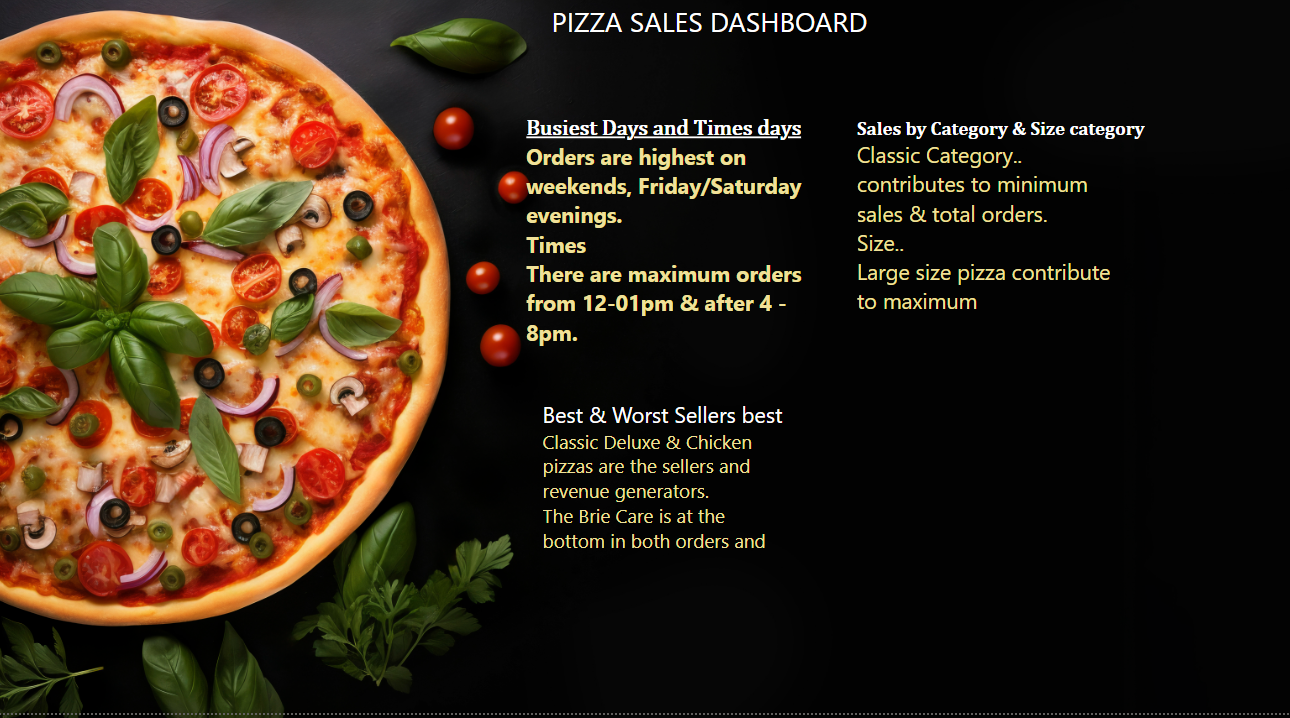 PIZZA SALES DASHBOARD
Busiest Days and Times days
Orders are highest on
weekends, Friday/Saturday
evenings.
Times
There are maximum orders
from 12-01pm & after 4 -
8pm.
Sales by Category & Size category
Classic Category..
contributes to minimum
sales & total orders.
Size..
Large size pizza contribute
to maximum
Best & Worst Sellers best
Classic Deluxe & Chicken
pizzas are the sellers and
revenue generators.
The Brie Care is at the
bottom in both orders and